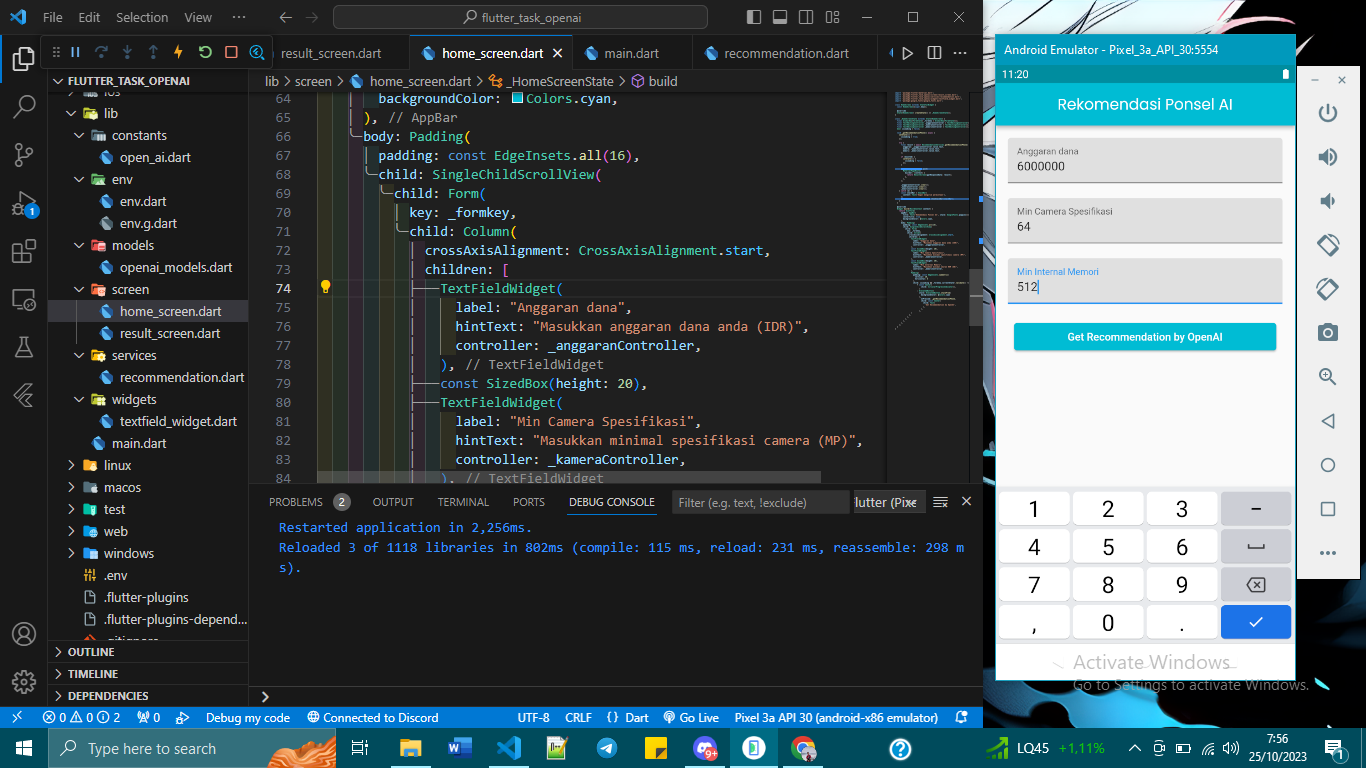 File Edit Selection View ··· flutter_task_openai
result_screen.dart home_screen.dart main.dart recommendation.dart
lib > screen > home_screen.dart > _HomeScreenState > build
FLUTTER_TASK_OPENAI
lib
constants
open_ai.dart
env
env.dart
env.g.dart
models
openai_models.dart
screen
home_screen.dart
result_screen.dart
services
recommendation.dart
widgets
textfield_widget.dart
main.dart
linux
macos
test
web
windows
.env
.flutter-plugins
.flutter-plugins-depend...
.gitignore
OUTLINE
TIMELINE
DEPENDENCIES
1
64 backgroundColor: Colors.cyan,
65 ), // AppBar
66 body: Padding(
67 padding: const EdgeInsets.all(16),
68 child: SingleChildScrollView(
69 child: Form(
70 key: _formkey,
71 child: Column(
72 crossAxisAlignment: CrossAxisAlignment.start,
73 children: [
74 TextFieldWidget(
75 label: "Anggaran dana",
76 hintText: "Masukkan anggaran dana anda (IDR)",
77 controller: _anggaranController,
78 ), // TextFieldWidget
79 const SizedBox(height: 20),
80 TextFieldWidget(
81 label: "Min Camera Spesifikasi",
82 hintText: "Masukkan minimal spesifikasi camera (MP)",
83 controller: _kameraController,
84 ), // TextFieldWidget
PROBLEMS 2 OUTPUT TERMINAL PORTS DEBUG CONSOLE Filter (e.g. text, !exclude) lutter (Pixe
Restarted application in 2,256ms.
Reloaded 3 of 1118 libraries in 802ms (compile: 115 ms, reload: 231 ms, reassemble: 298 m
s).
0 0 2 0 Debug my code Connected to Discord UTF-8 CRLF {} Dart Go Live Pixel 3a API 30 (android-x86 emulator)
Android Emulator - Pixel_3a_API_30:5554
11:20
Rekomendasi Ponsel AI
Anggaran dana
6000000
Min Camera Spesifikasi
64
Min Internal Memori
512
Get Recommendation by OpenAI
1 2 3 -
4 5 6
7 8 9
, 0 .
Activate Windows
Go to Settings to activate Windows.
Type here to search
9+
LQ45 +1,11%
7:56
25/10/2023
1